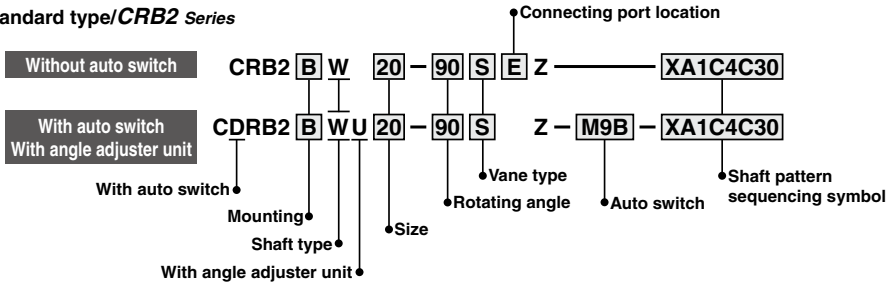 andard type/CRB2 Series
Connecting port location
Without auto switch CRB2 B W 20 – 90 S E Z — XA1C4C30
With auto switch
With angle adjuster unit
CDRB2 B W U 20 – 90 S Z – M9B – XA1C4C30
With auto switch
Mounting
Shaft type
With angle adjuster unit
Size
Rotating angle
Vane type
Auto switch
Shaft pattern
sequencing symbol